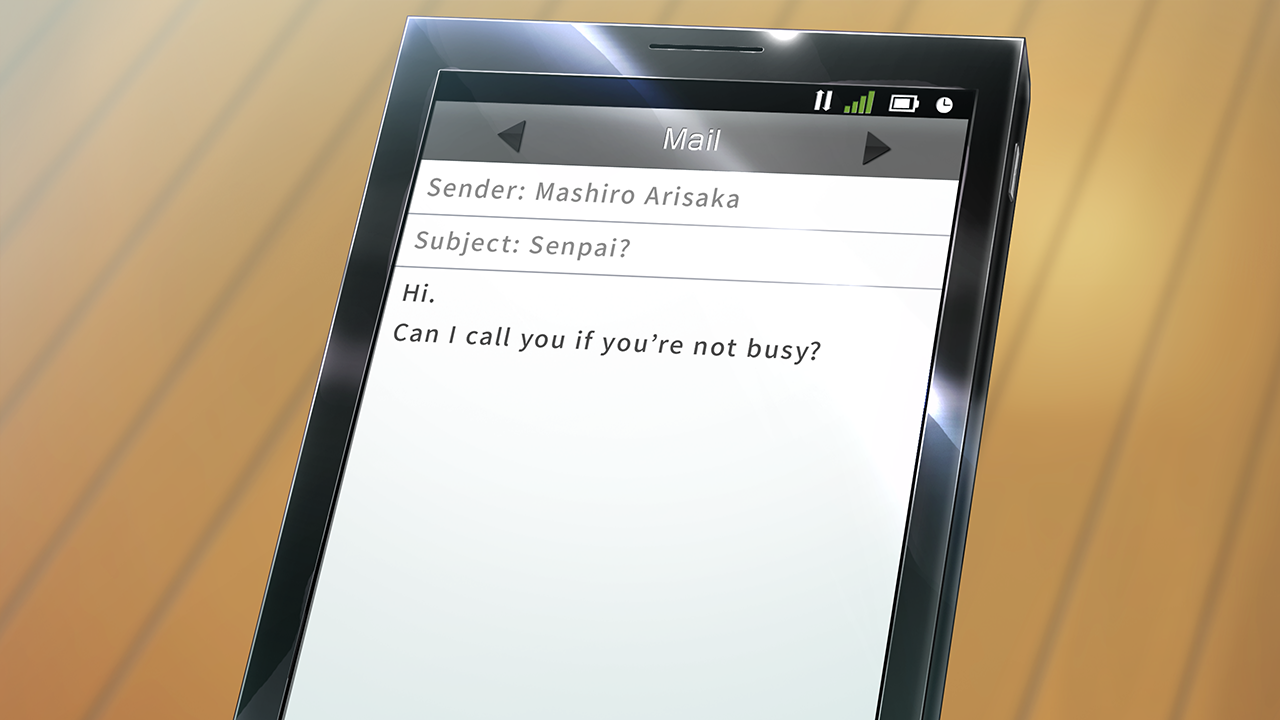 Mail
Sender: Mashiro Arisaka
Subject: Senpai?
Hi.
Can I call you if you’re not busy?